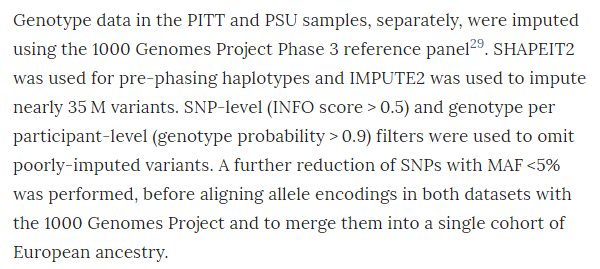 Genotype data in the PITT and PSU samples, separately, were imputed
using the 1000 Genomes Project Phase 3 reference panel29. SHAPEIT2
was used for pre-phasing haplotypes and IMPUTE2 was used to impute
nearly 35 M variants. SNP-level (INFO score > 0.5) and genotype per
participant-level (genotype probability > 0.9) filters were used to omit
poorly-imputed variants. A further reduction of SNPs with MAF <5%
was performed, before aligning allele encodings in both datasets with
the 1000 Genomes Project and to merge them into a single cohort of
European ancestry.